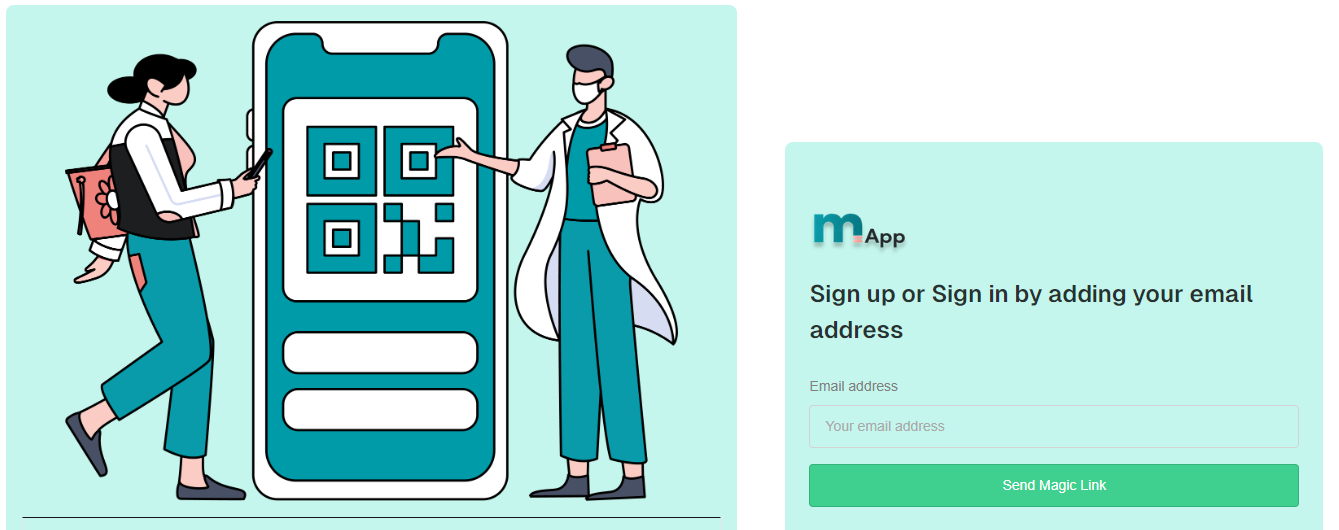 m.App
Sign up or Sign in by adding your email
address
Email address
Your email address
Send Magic Link